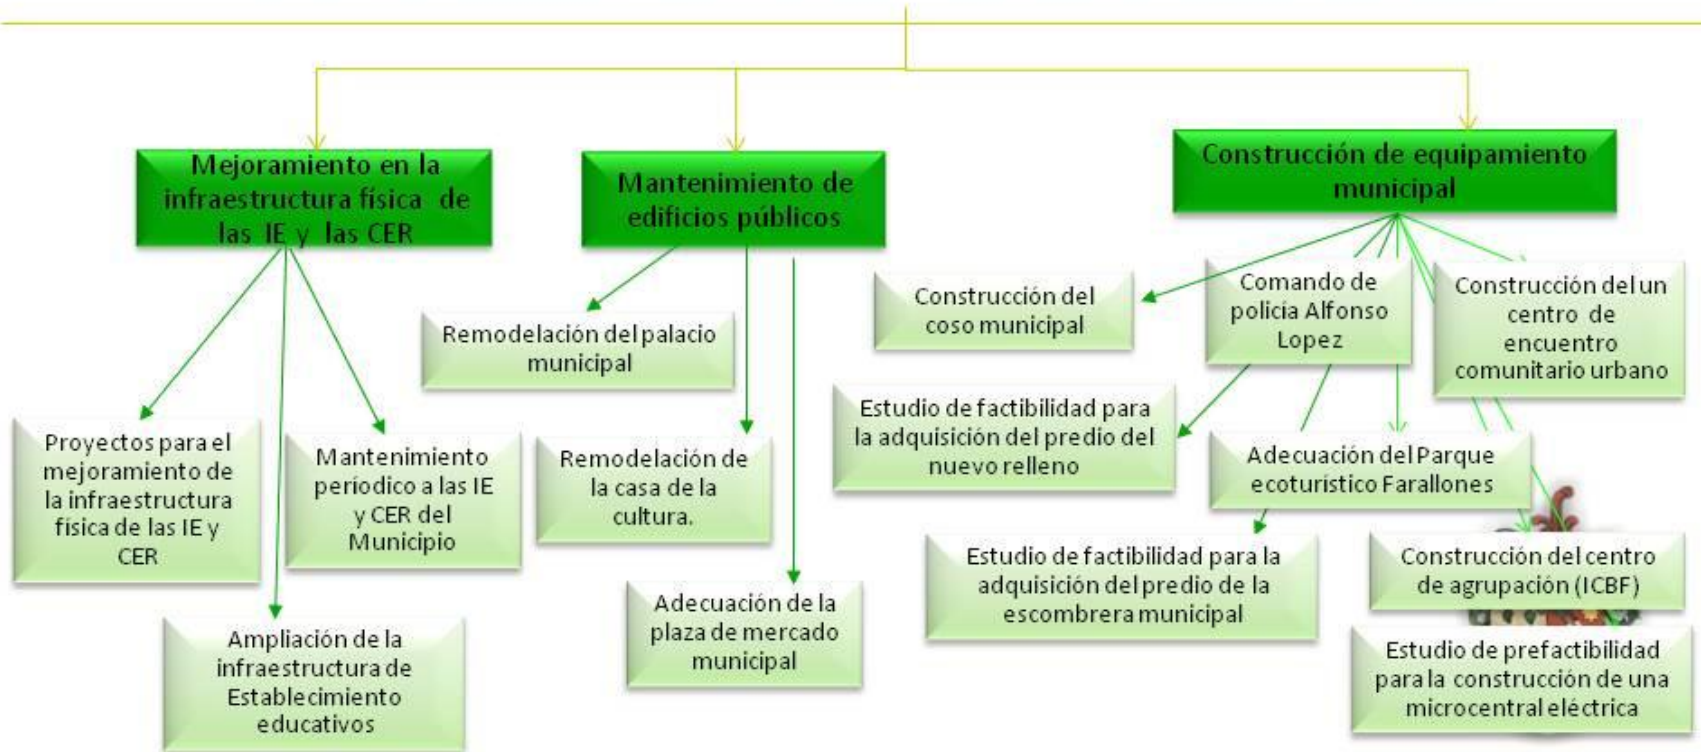 Mejoramiento en la
infraestructura física de
las IE y las CER
Mantenimiento de
edificios públicos
Construcción de equipamiento
municipal
Remodelación del palacio
municipal
Construcción del
coso municipal
Comando de
policía Alfonso
Lopez
Construcción del un
centro de
encuentro
comunitario urbano
Proyectos para el
mejoramiento de
la infraestructura
física de las IE y
CER
Mantenimiento
períodico a las IE
y CER del
Municipio
Remodelación de
la casa de la
cultura.
Estudio de factibilidad para
la adquisición del predio del
nuevo relleno
Adecuación del Parque
ecoturístico Farallones
Estudio de factibilidad para la
adquisición del predio de la
escombrera municipal
Construcción del centro
de agrupación (ICBF)
Ampliación de la
infraestructura de
Establecimiento
educativos
Adecuación de la
plaza de mercado
municipal
Estudio de prefactibilidad
para la construcción de una
microcentral eléctrica